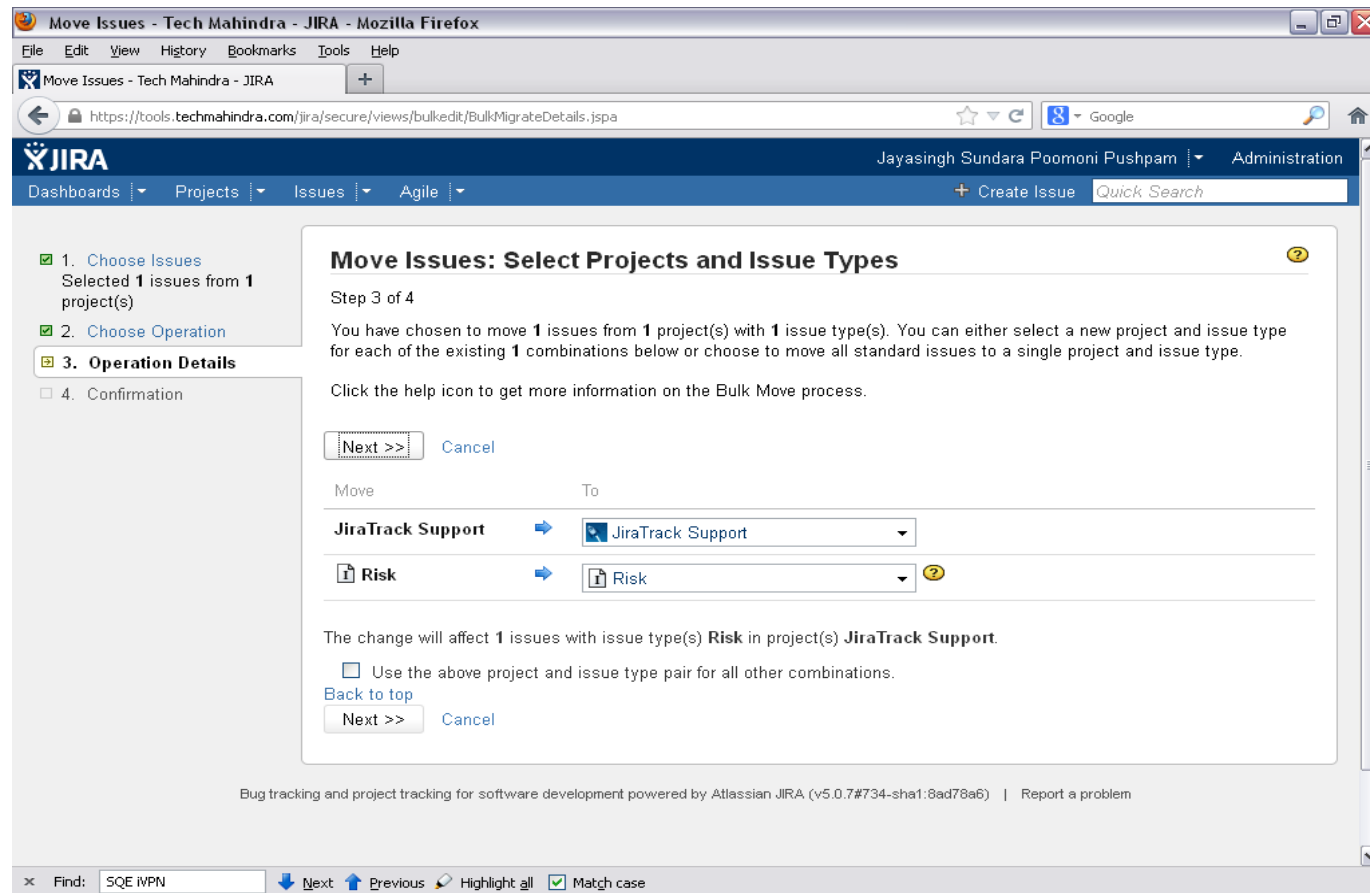 Move Issues - Tech Mahindra - JIRA - Mozilla Firefox
File Edit View History Bookmarks Tools Help
Move Issues - Tech Mahindra - JIRA +
https://tools.techmahindra.com/jira/secure/views/bulkedit/BulkMigrateDetails.jspa 8 Google
JIRA Jayasingh Sundara Poomoni Pushpam Administration
Dashboards Projects Issues Agile + Create Issue Quick Search
1. Choose Issues
Selected 1 issues from 1
project(s)
2. Choose Operation
3. Operation Details
4. Confirmation
Move Issues: Select Projects and Issue Types ?
Step 3 of 4
You have chosen to move 1 issues from 1 project(s) with 1 issue type(s). You can either select a new project and issue type
for each of the existing 1 combinations below or choose to move all standard issues to a single project and issue type.
Click the help icon to get more information on the Bulk Move process.
Next >> Cancel
Move To
JiraTrack Support JiraTrack Support
Risk Risk ?
The change will affect 1 issues with issue type(s) Risk in project(s) JiraTrack Support.
Use the above project and issue type pair for all other combinations.
Back to top
Next >> Cancel
Bug tracking and project tracking for software development powered by Atlassian JIRA (v5.0.7#734-sha1:8ad78a6) | Report a problem
x Find: SQE iVPN Next Previous Highlight all Match case